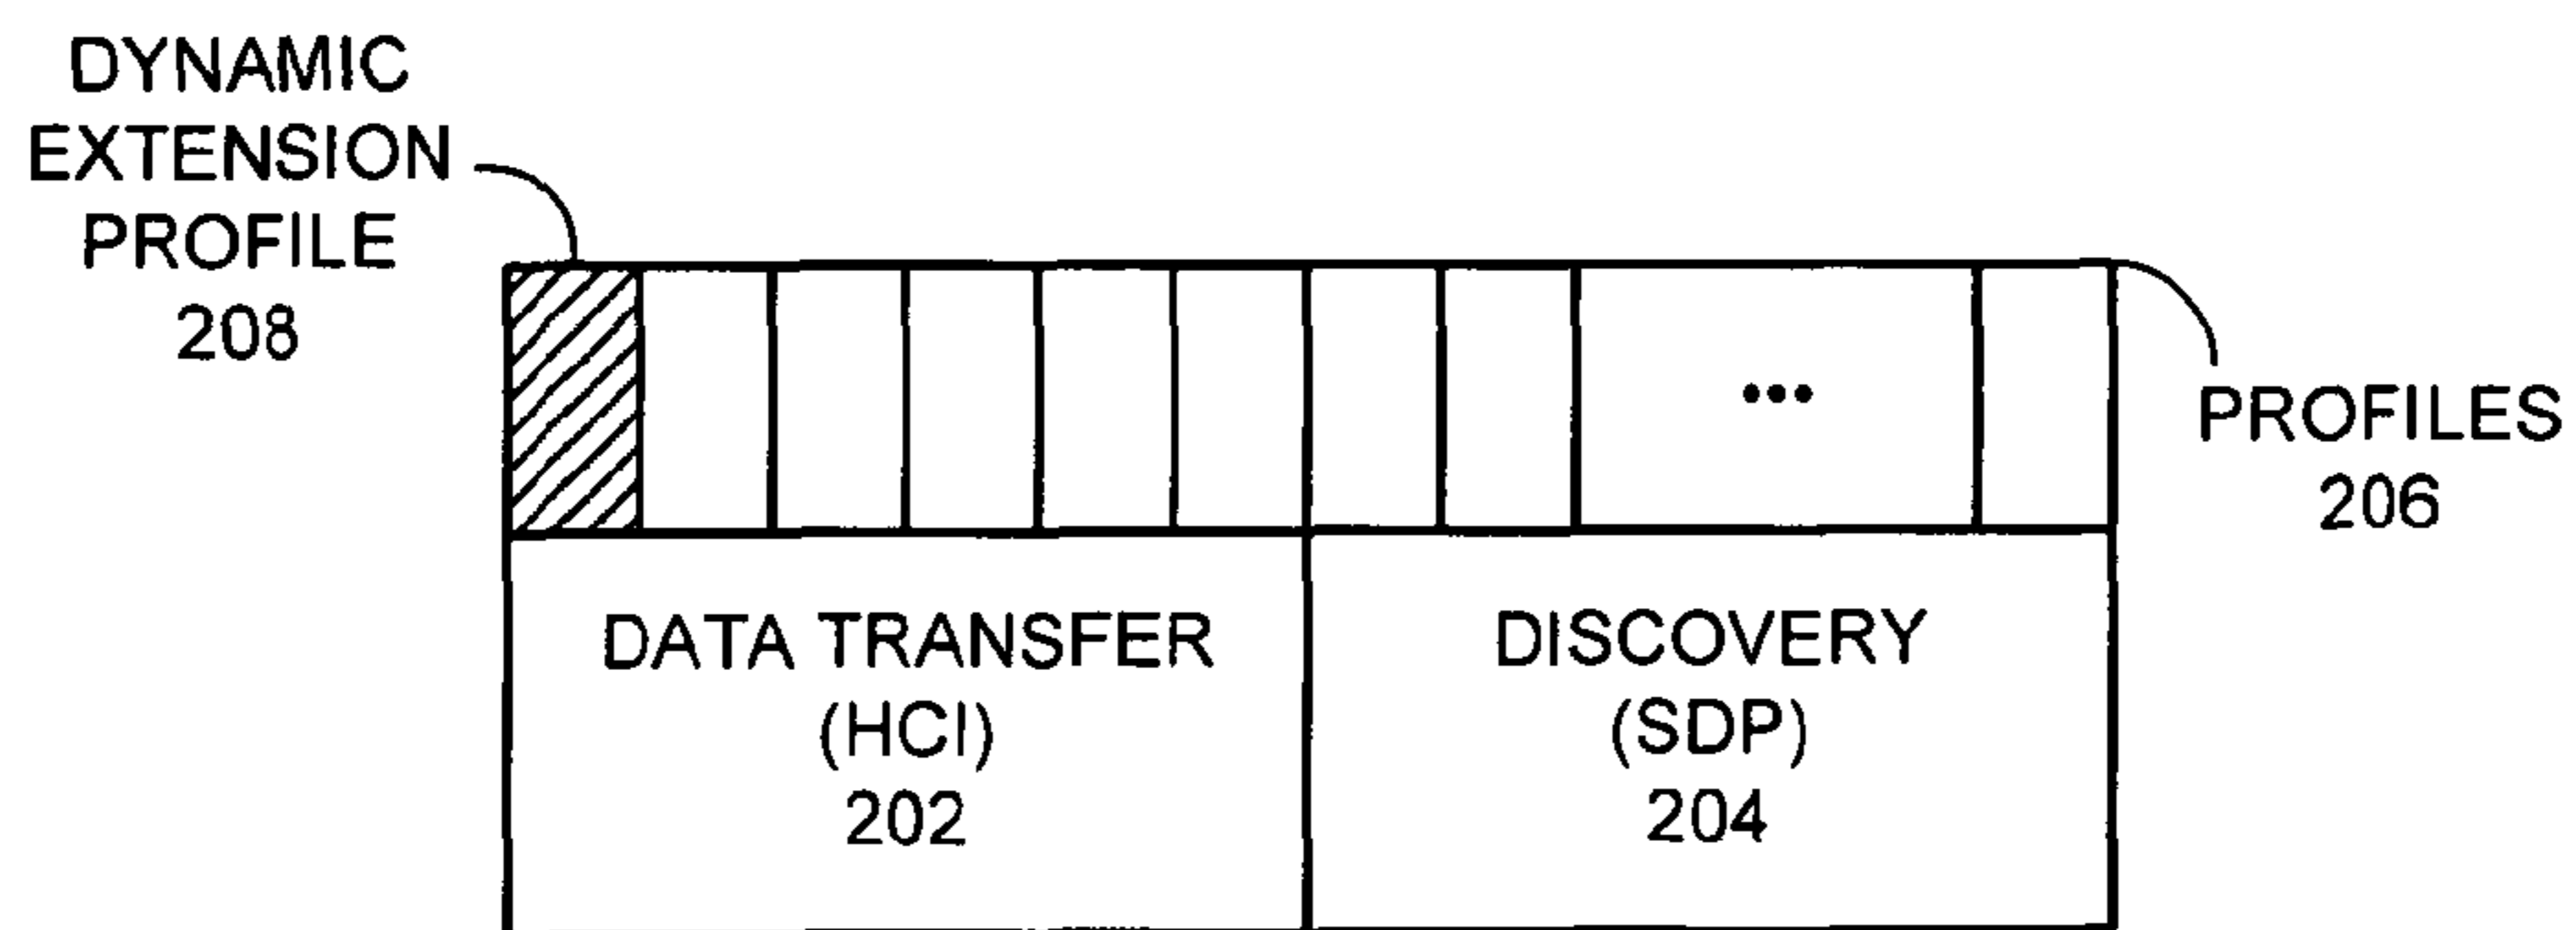 DYNAMIC
EXTENSION
PROFILE
208
...
PROFILES
206
DATA TRANSFER
(HCI)
202
DISCOVERY
(SDP)
204